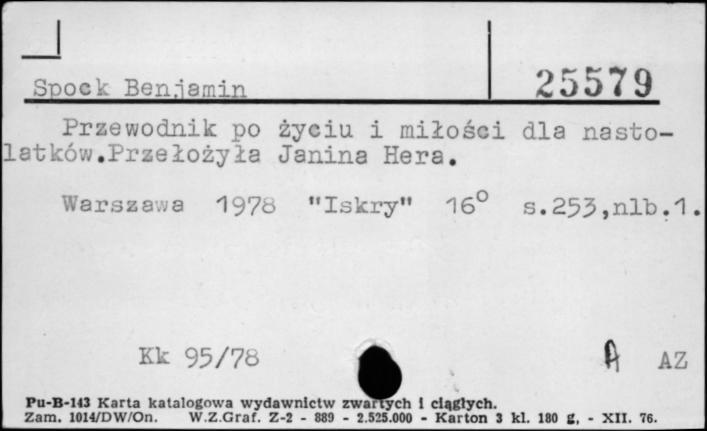 Spock Benjamin 25579
Przewodnik po życiu i miłości dla nasto-
latków.Przełożyła Janina Hera.
Warszawa 1978 "Iskry" 16° s.253,nlb.1.
Kk 95/78 A AZ
Pu-B-143 Karta katalogowa wydawnictw zwartych i ciągłych.
Zam. 1014/DW/On. W.Z.Graf. Z-2 - 889 - 2.525.000 - Karton 3 kl. 180 g, - XII. 76.